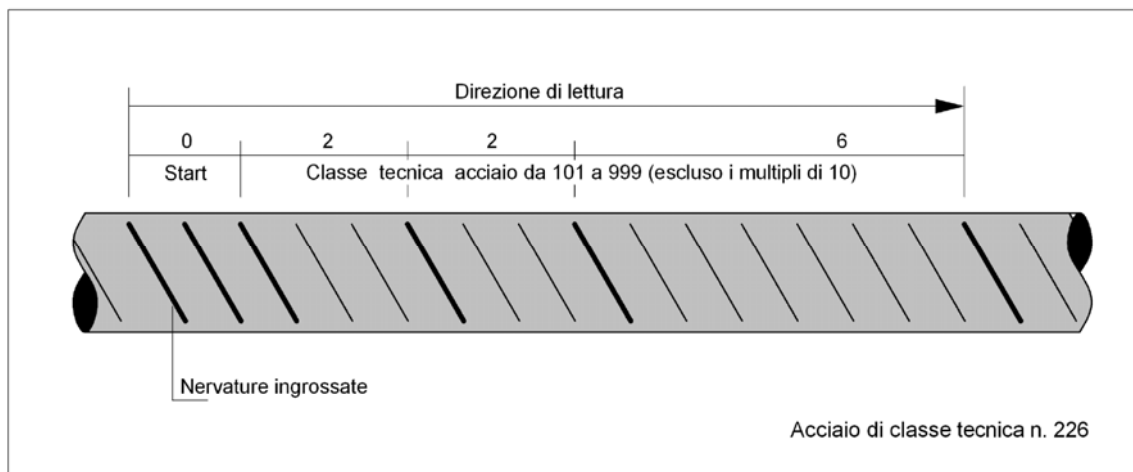 Direzione di lettura
0 2 2 6
Start Classe tecnica acciaio da 101 a 999 (escluso i multipli di 10)
Nervature ingrossate
Acciaio di classe tecnica n. 226